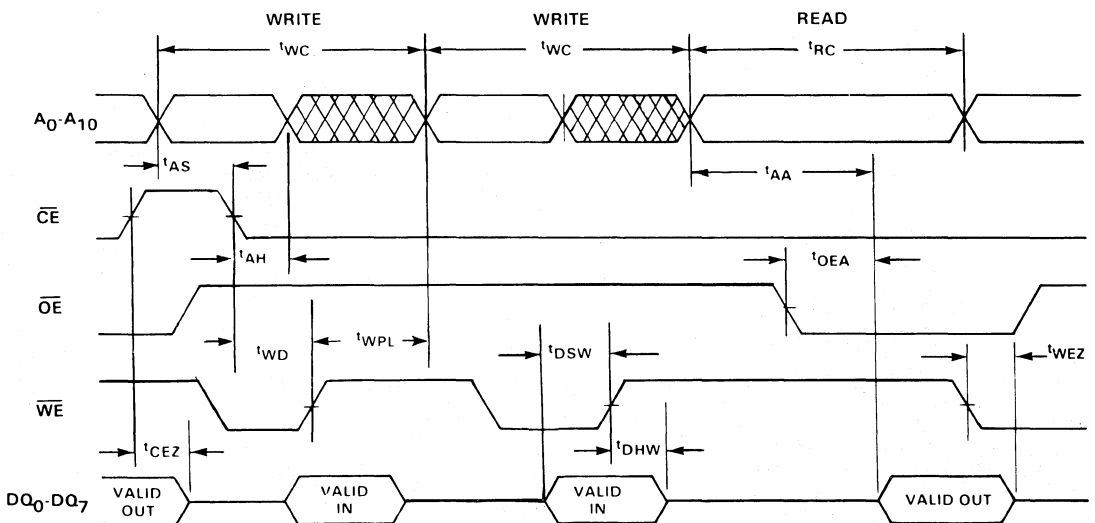 WRITE WRITE READ
tWC tWC tRC
A0-A10
tAS
tAA
CE
tAH
tOEA
OE
tWD tWPL tDSW tWEZ
WE
tCEZ
tDHW
DQ0-DQ7
VALID OUT
VALID IN
VALID IN
VALID OUT